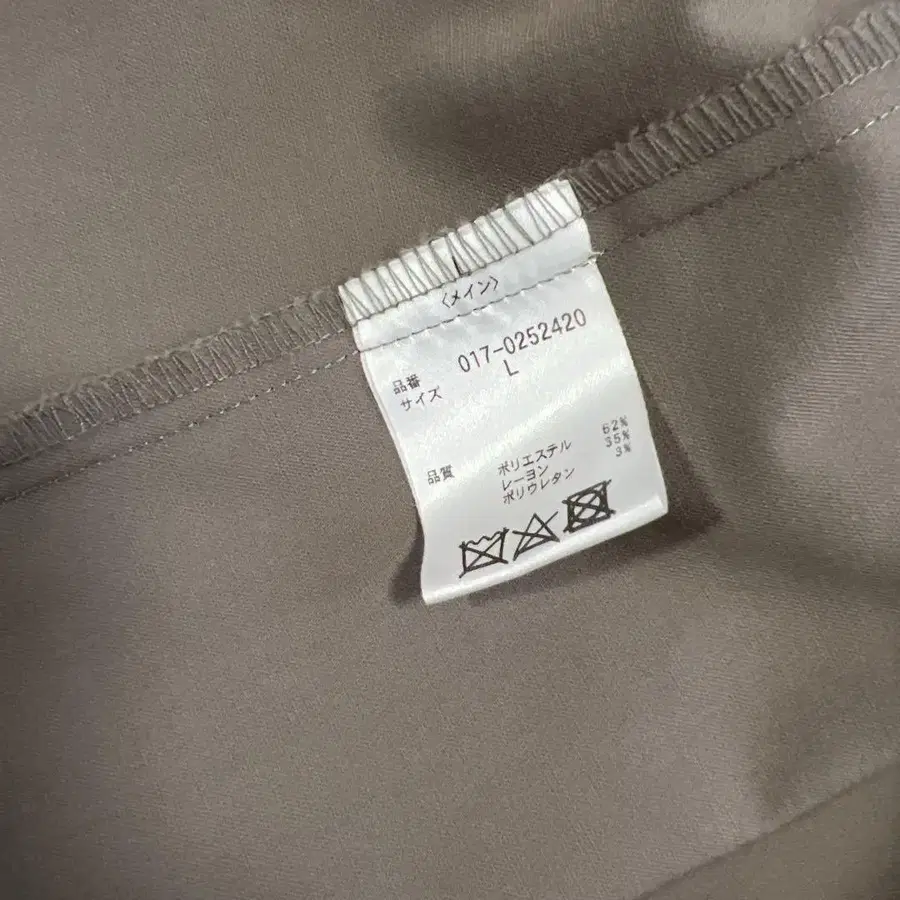 〈メイン〉
品番 017-0252420
サイズ L
品質 ポリエステル 62%
レーヨン 35%
ポリウレタン 3%